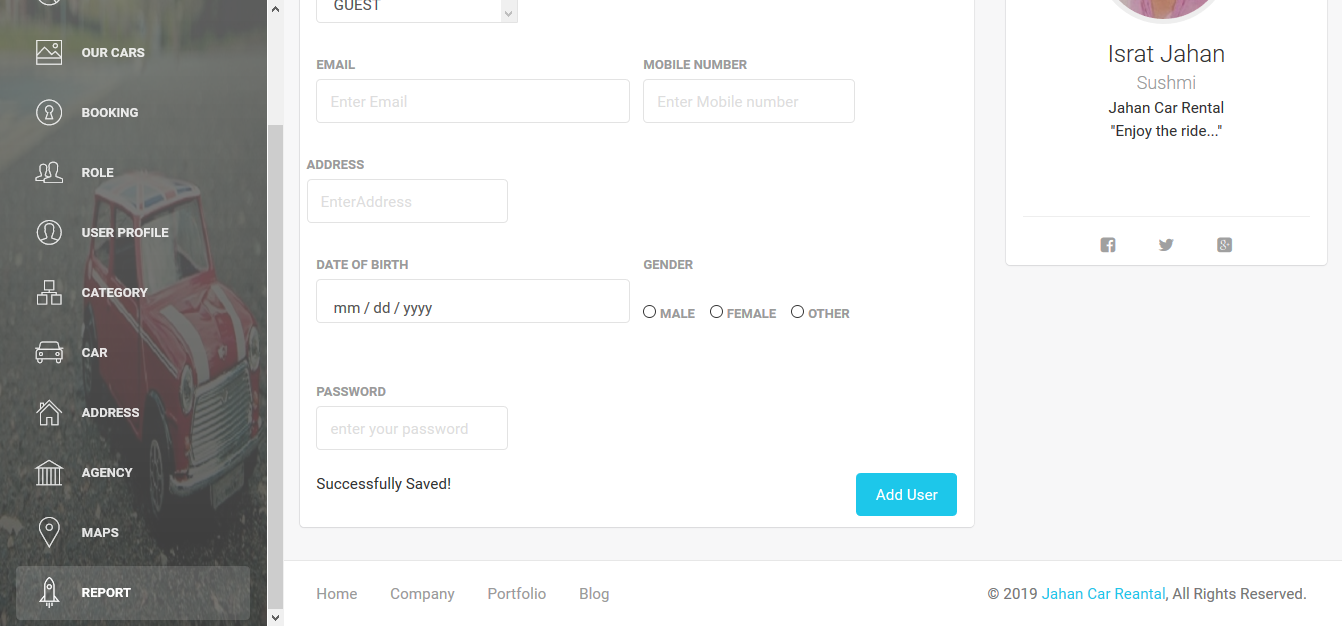 OUR CARS
BOOKING
ROLE
USER PROFILE
CATEGORY
CAR
ADDRESS
AGENCY
MAPS
REPORT
GUEST
EMAIL
MOBILE NUMBER
Enter Email
Enter Mobile number
ADDRESS
EnterAddress
DATE OF BIRTH
GENDER
mm / dd / yyyy
MALE FEMALE OTHER
PASSWORD
enter your password
Successfully Saved!
Add User
Israt Jahan
Sushmi
Jahan Car Rental
"Enjoy the ride..."
Home Company Portfolio Blog
© 2019 Jahan Car Reantal, All Rights Reserved.